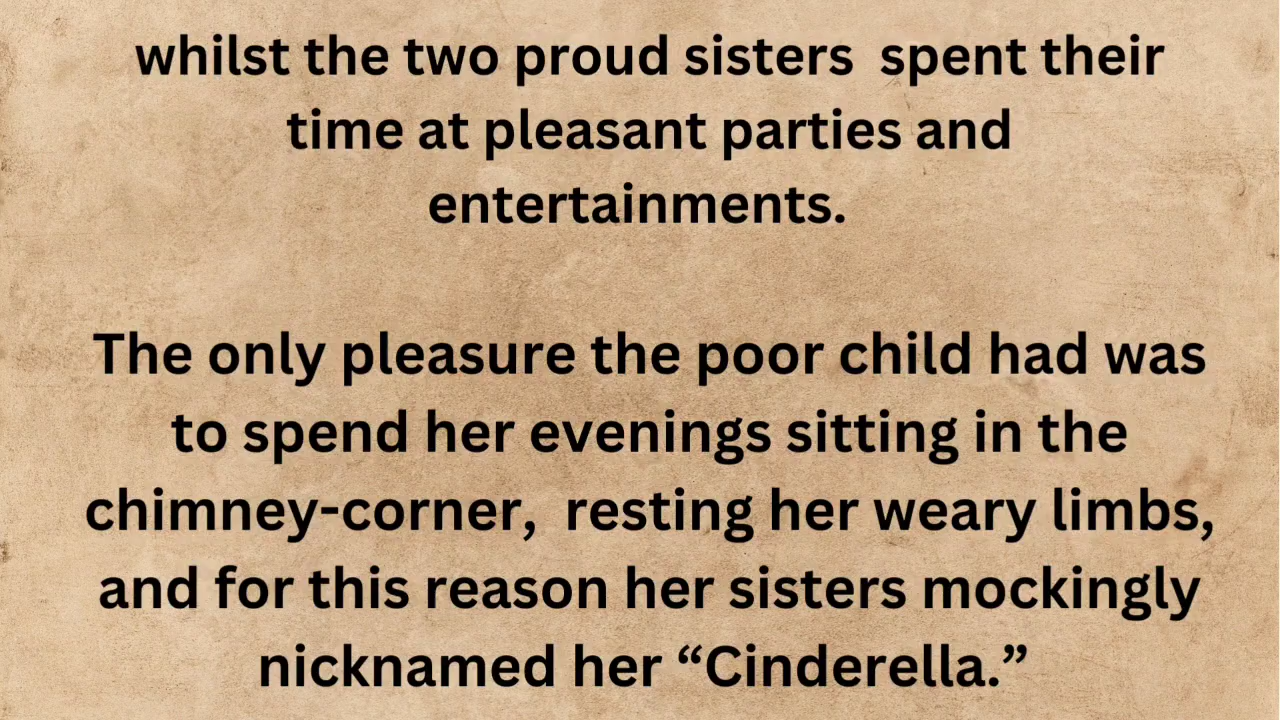 whilst the two proud sisters  spent their
time at pleasant parties and
entertainments.
The only pleasure the poor child had was
to spend her evenings sitting in the
chimney-corner,  resting her weary limbs,
and for this reason her sisters mockingly
nicknamed her “Cinderella.”